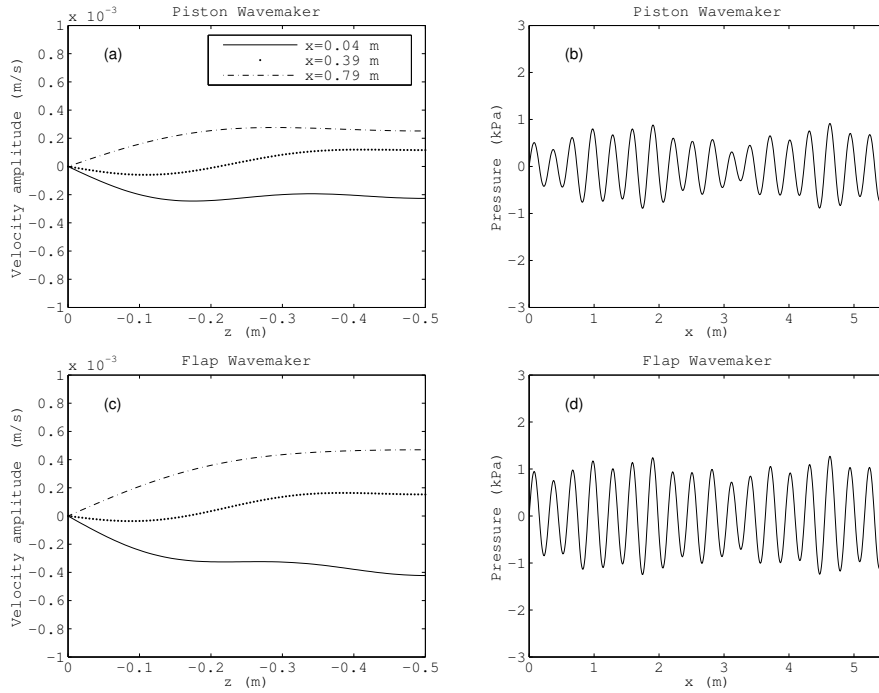 Piston Wavemaker
x 10⁻³
(a)
x=0.04 m
x=0.39 m
x=0.79 m
1
0.8
0.6
0.4
0.2
0
−0.2
−0.4
−0.6
−0.8
−1
Velocity amplitude (m/s)
0 −0.1 −0.2 −0.3 −0.4 −0.5
z (m)
Piston Wavemaker
(b)
3
2
1
0
−1
−2
−3
Pressure (kPa)
0 1 2 3 4 5
x (m)
Flap Wavemaker
x 10⁻³
(c)
1
0.8
0.6
0.4
0.2
0
−0.2
−0.4
−0.6
−0.8
−1
Velocity amplitude (m/s)
0 −0.1 −0.2 −0.3 −0.4 −0.5
z (m)
Flap Wavemaker
(d)
3
2
1
0
−1
−2
−3
Pressure (kPa)
0 1 2 3 4 5
x (m)